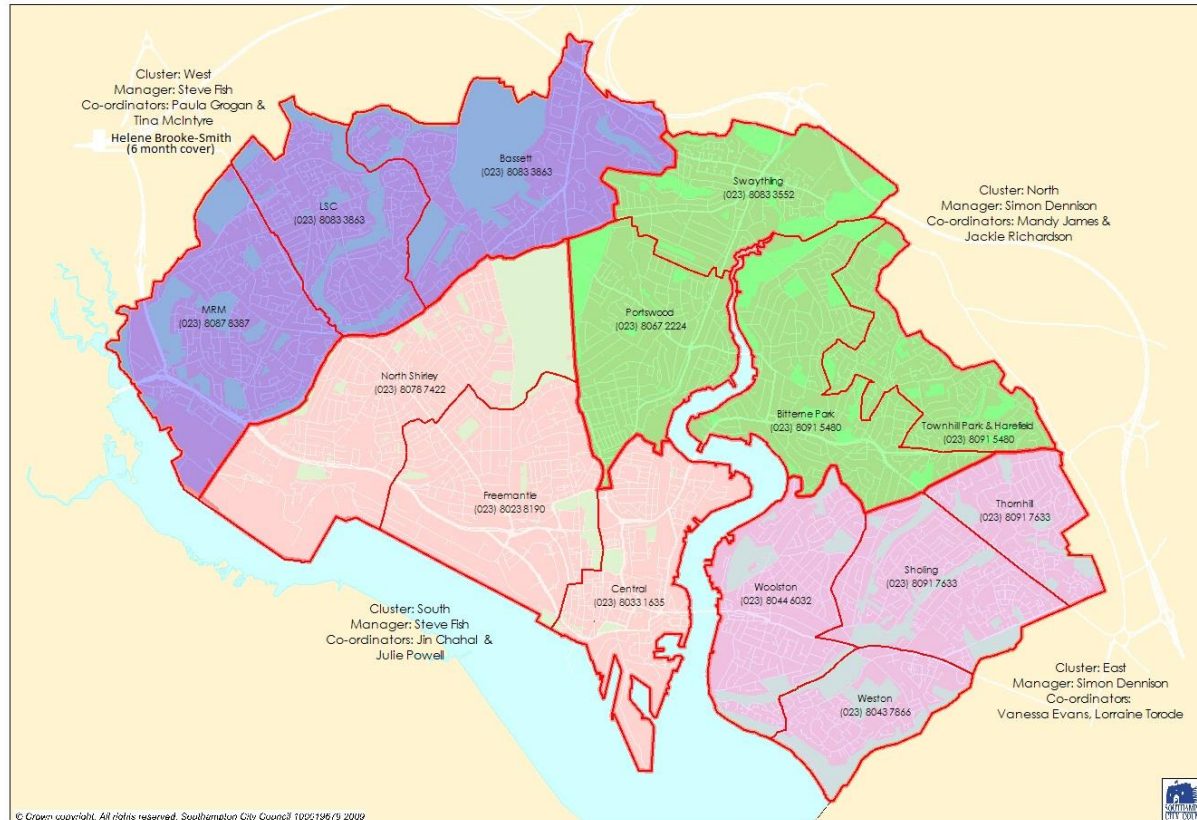 Cluster: West
Manager: Steve Fish
Co-ordinators: Paula Grogan &
Tina McIntyre
Helene Brooke-Smith
(6 month cover)
Bassett
(023) 8083 3863
LSC
(023) 8083 3863
MRM
(023) 8087 8387
Swaythling
(023) 8083 3552
Cluster: North
Manager: Simon Dennison
Co-ordinators: Mandy James &
Jackie Richardson
Portswood
(023) 8067 2224
North Shirley
(023) 8078 7422
Bitterne Park
(023) 8091 5480
Townhill Park & Harefield
(023) 8091 5480
Freemantle
(023) 8023 8190
Thornhill
(023) 8091 7633
Sholing
(023) 8091 7633
Central
(023) 8033 1635
Woolston
(023) 8044 6032
Cluster: South
Manager: Steve Fish
Co-ordinators: Jin Chahal &
Julie Powell
Weston
(023) 8043 7866
Cluster: East
Manager: Simon Dennison
Co-ordinators:
Vanessa Evans, Lorraine Torode
© Crown copyright. All rights reserved. Southampton City Council 100019679 2009
SOUTHAMP
CITY COU